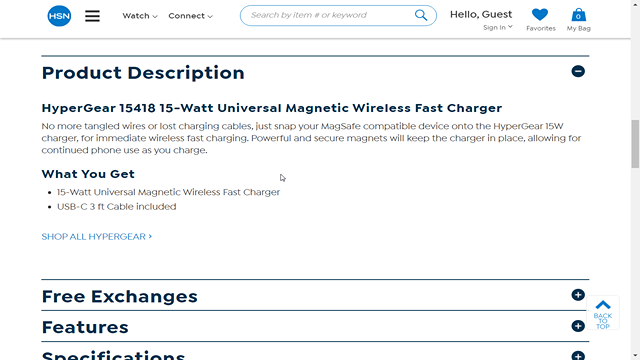 HSN
Watch
Connect
Search by item # or keyword
Hello, Guest
Sign In
Favorites
0
My Bag
Product Description
HyperGear 15418 15-Watt Universal Magnetic Wireless Fast Charger
No more tangled wires or lost charging cables, just snap your MagSafe compatible device onto the HyperGear 15W
charger, for immediate wireless fast charging. Powerful and secure magnets will keep the charger in place, allowing for
continued phone use as you charge.
What You Get
• 15-Watt Universal Magnetic Wireless Fast Charger
• USB-C 3 ft Cable included
SHOP ALL HYPERGEAR >
Free Exchanges
BACK
TO
TOP
Features
Specifications